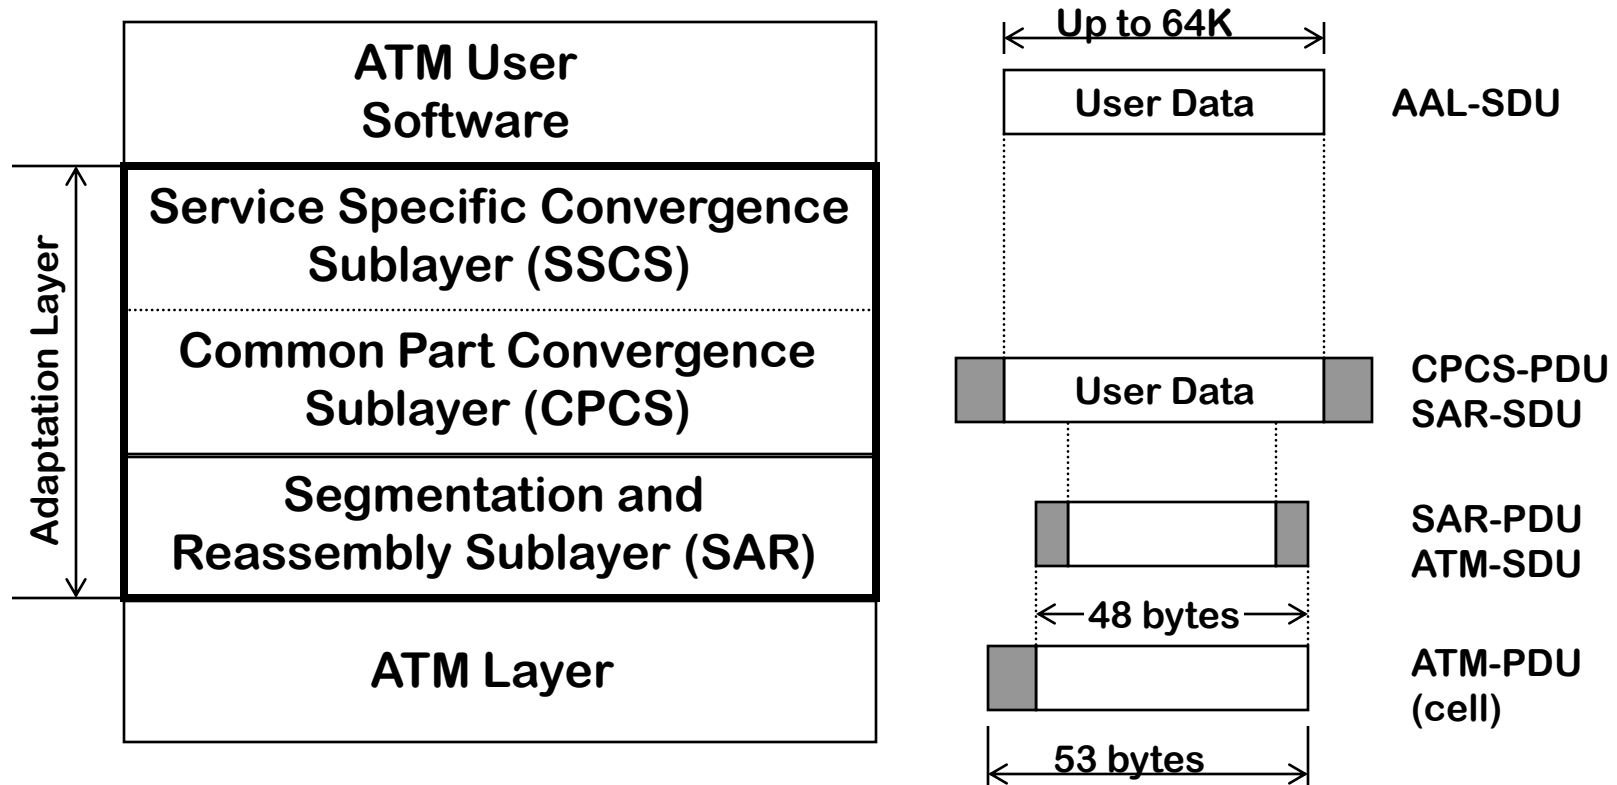 ATM User
Software
Adaptation Layer
Service Specific Convergence
Sublayer (SSCS)
Common Part Convergence
Sublayer (CPCS)
Segmentation and
Reassembly Sublayer (SAR)
ATM Layer
Up to 64K
User Data
AAL-SDU
User Data
CPCS-PDU
SAR-SDU
SAR-PDU
ATM-SDU
48 bytes
ATM-PDU
(cell)
53 bytes